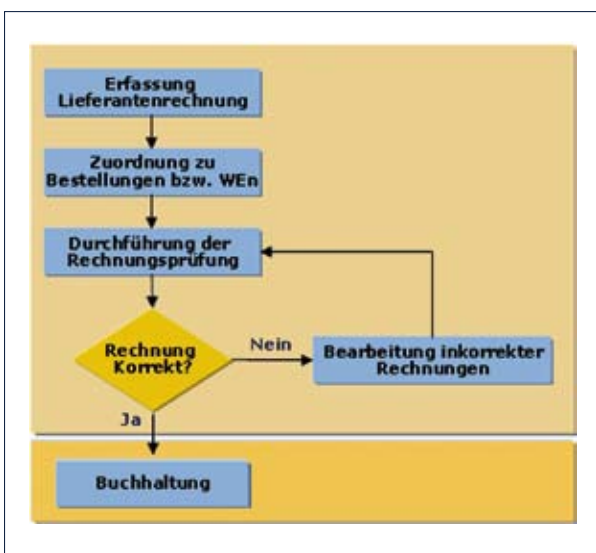 Erfassung
Lieferantenrechnung
Zuordnung zu
Bestellungen bzw. WEn
Durchführung der
Rechnungsprüfung
Rechnung
Korrekt?
Nein
Bearbeitung inkorrekter
Rechnungen
Ja
Buchhaltung